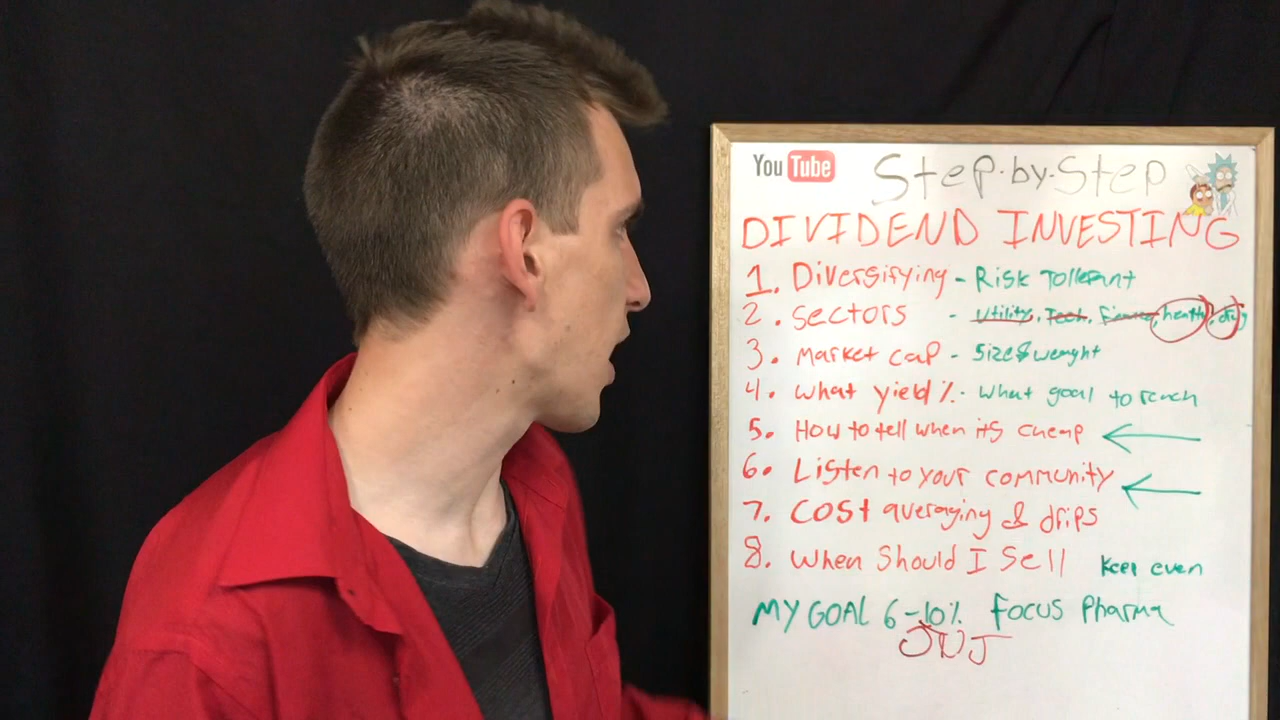 You Tube
Step-by-Step
DIVIDEND INVESTING
1. Diversifying - Risk Tollerant
2. Sectors - Utility, Tech, Finance, health,
3. Market cap - Size & weight
4. What yield % - What goal to reach
5. How to tell when its cheap
6. Listen to your community
7. Cost averaging & drips
8. When Should I Sell Keep even
MY GOAL 6-10% Focus Pharma
JNJ